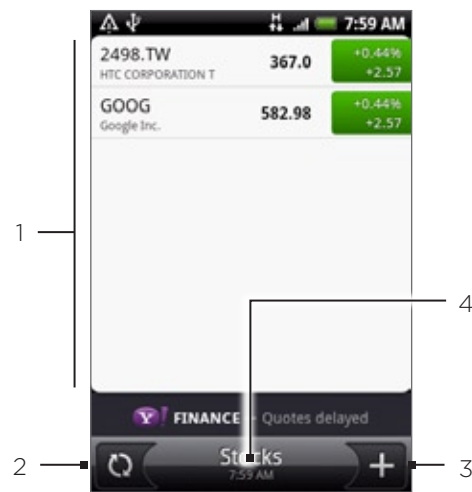 7:59 AM
2498.TW
HTC CORPORATION T
367.0
+0.44%
+2.57
GOOG
Google Inc.
582.98
+0.44%
+2.57
1
4
Y! FINANCE - Quotes delayed
2
Stocks
7:59 AM
3